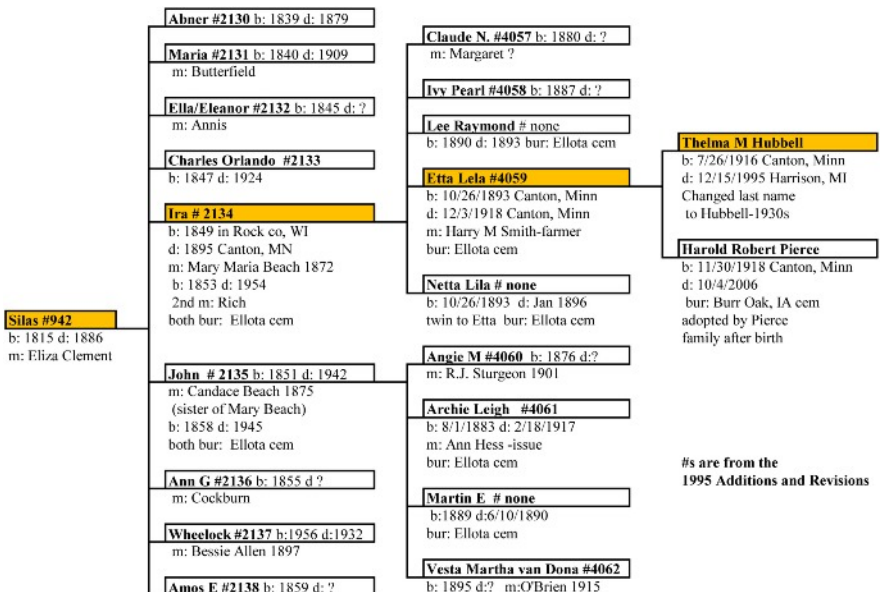 Silas #942
b: 1815 d: 1886
m: Eliza Clement
Abner #2130 b: 1839 d: 1879
Maria #2131 b: 1840 d: 1909
m: Butterfield
Ella/Eleanor #2132 b: 1845 d: ?
m: Annis
Charles Orlando #2133
b: 1847 d: 1924
Ira # 2134
b: 1849 in Rock co, WI
d: 1895 Canton, MN
m: Mary Maria Beach 1872
b: 1853 d: 1954
2nd m: Rich
both bur: Ellota cem
John # 2135 b: 1851 d: 1942
m: Candace Beach 1875
(sister of Mary Beach)
b: 1858 d: 1945
both bur: Ellota cem
Ann G #2136 b: 1855 d ?
m: Cockburn
Wheelock #2137 b:1956 d:1932
m: Bessie Allen 1897
Amos E #2138 b: 1859 d: ?
Claude N. #4057 b: 1880 d: ?
m: Margaret ?
Ivy Pearl #4058 b: 1887 d: ?
Lee Raymond # none
b: 1890 d: 1893 bur: Ellota cem
Etta Lela #4059
b: 10/26/1893 Canton, Minn
d: 12/3/1918 Canton, Minn
m: Harry M Smith-farmer
bur: Ellota cem
Netta Lila # none
b: 10/26/1893 d: Jan 1896
twin to Etta bur: Ellota cem
Angie M #4060 b: 1876 d:?
m: R.J. Sturgeon 1901
Archie Leigh #4061
b: 8/1/1883 d: 2/18/1917
m: Ann Hess -issue
bur: Ellota cem
Martin E # none
b:1889 d:6/10/1890
bur: Ellota cem
Vesta Martha van Dona #4062
b: 1895 d:? m:O'Brien 1915
Thelma M Hubbell
b: 7/26/1916 Canton, Minn
d: 12/15/1995 Harrison, MI
Changed last name
to Hubbell-1930s
Harold Robert Pierce
b: 11/30/1918 Canton, Minn
d: 10/4/2006
bur: Burr Oak, IA cem
adopted by Pierce
family after birth
#s are from the
1995 Additions and Revisions